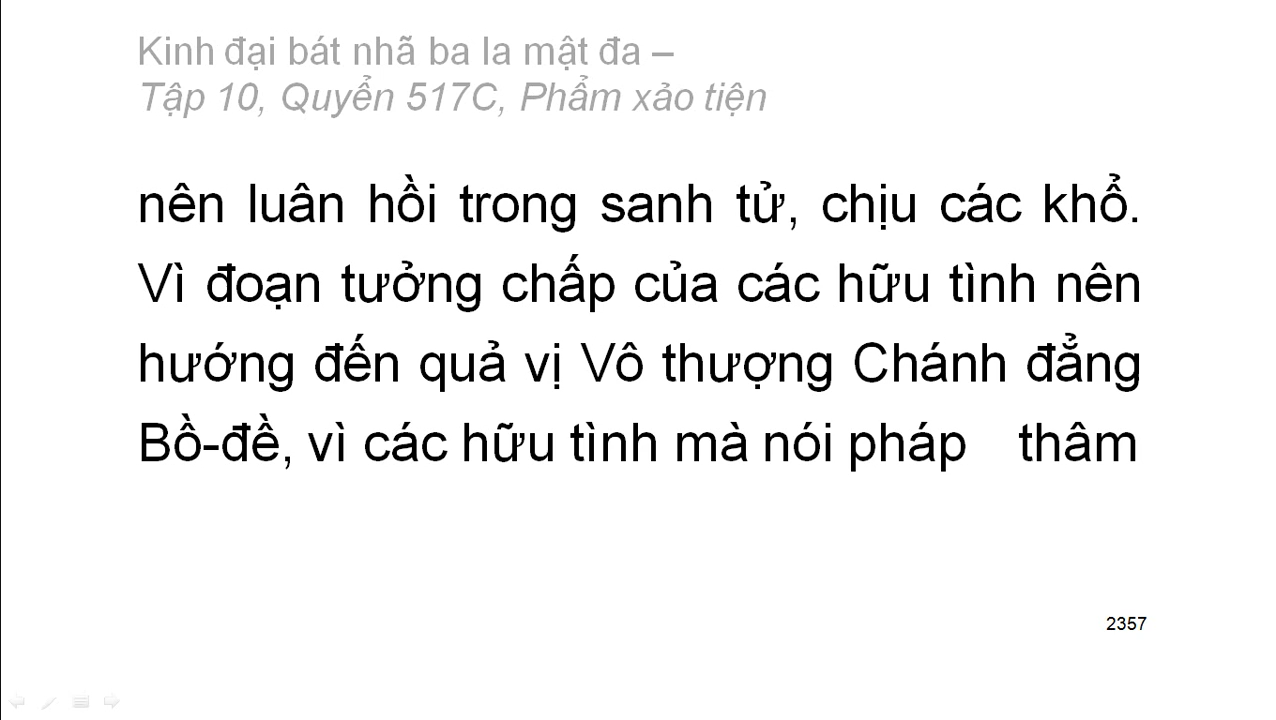 Kinh đại bát nhã ba la mật đa –
Tập 10, Quyển 517C, Phẩm xảo tiện
nên luân hồi trong sanh tử, chịu các khổ.
Vì đoạn tưởng chấp của các hữu tình nên
hướng đến quả vị Vô thượng Chánh đẳng
Bồ-đề, vì các hữu tình mà nói pháp thâm
2357